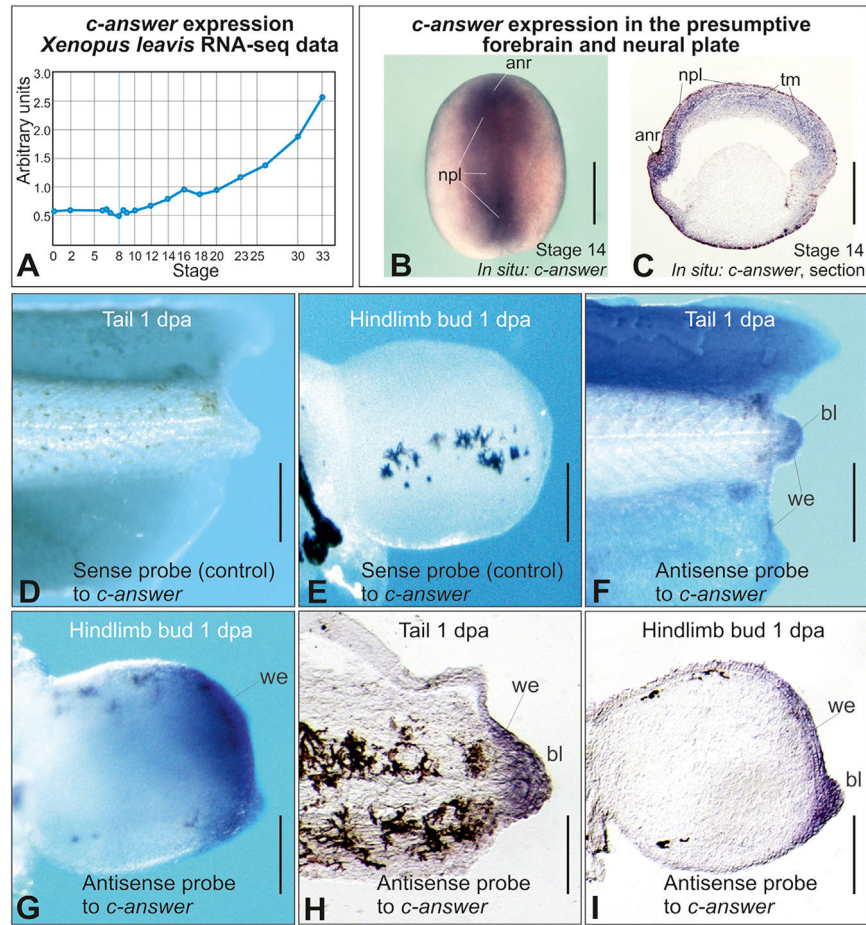 c-answer expression
Xenopus leavis RNA-seq data
Arbitrary units
3.0
2.5
2.0
1.5
1.0
0.5
0 2 5 6 8 10 12 14 16 18 20 23 25 30 33
Stage
A
c-answer expression in the presumptive
forebrain and neural plate
anr
npl
Stage 14
B In situ: c-answer
npl
tm
anr
Stage 14
C In situ: c-answer, section
Tail 1 dpa
Sense probe (control)
D to c-answer
Hindlimb bud 1 dpa
Sense probe (control)
E to c-answer
Tail 1 dpa
bl
we
Antisense probe
F to c-answer
Hindlimb bud 1 dpa
we
Antisense probe
G to c-answer
Tail 1 dpa
we
bl
Antisense probe
H to c-answer
Hindlimb bud 1 dpa
we
bl
Antisense probe
I to c-answer